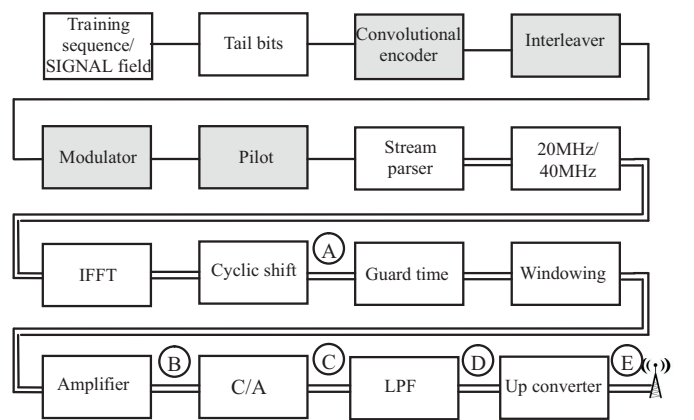 Training
sequence/
SIGNAL field
Tail bits
Convolutional
encoder
Interleaver
Modulator
Pilot
Stream
parser
20MHz/
40MHz
IFFT
Cyclic shift
A
Guard time
Windowing
Amplifier
B
C/A
C
LPF
D
Up converter
E